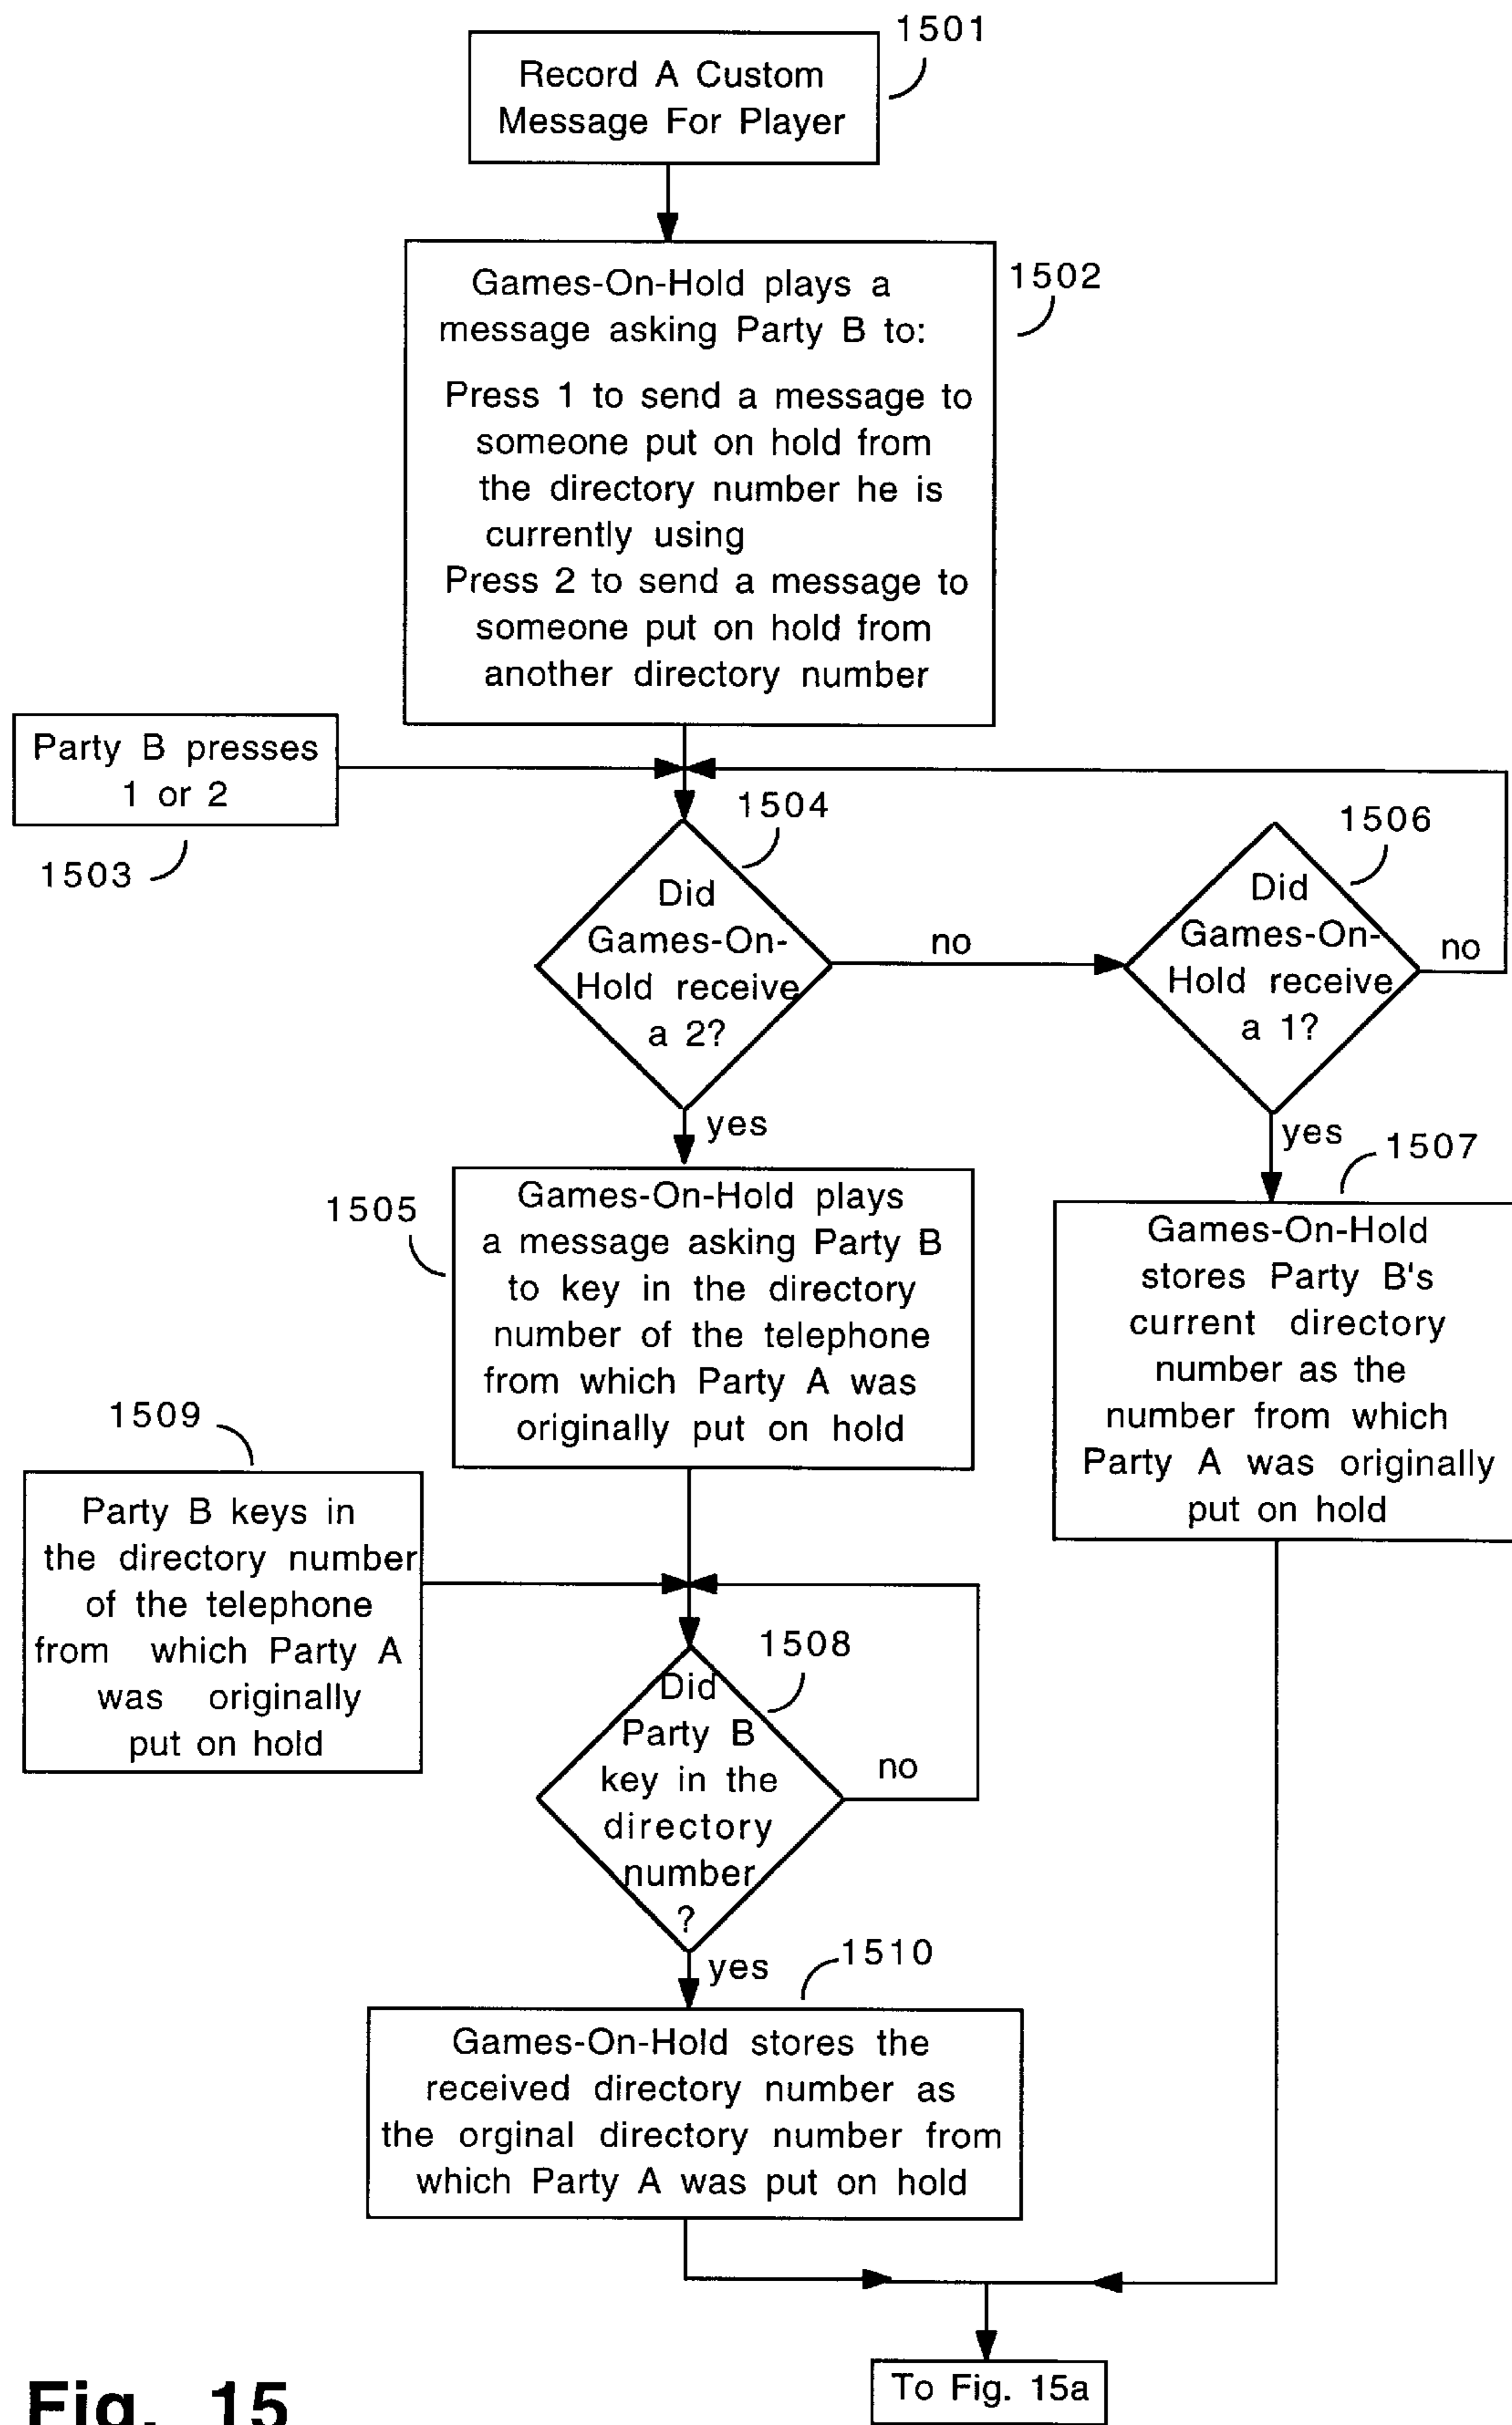 1501
Record A Custom
Message For Player
1502
Games-On-Hold plays a
message asking Party B to:
Press 1 to send a message to
someone put on hold from
the directory number he is
currently using
Press 2 to send a message to
someone put on hold from
another directory number
Party B presses
1 or 2
1503
1504
Did
Games-On-
Hold receive
a 2?
no
1506
Did
Games-On-
Hold receive
a 1?
no
yes
yes
1507
1505
Games-On-Hold plays
a message asking Party B
to key in the directory
number of the telephone
from which Party A was
originally put on hold
Games-On-Hold
stores Party B's
current directory
number as the
number from which
Party A was originally
put on hold
1509
Party B keys in
the directory number
of the telephone
from which Party A
was originally
put on hold
1508
Did
Party B
key in the
directory
number
?
no
yes
1510
Games-On-Hold stores the
received directory number as
the orginal directory number from
which Party A was put on hold
To Fig. 15a
Fig. 15